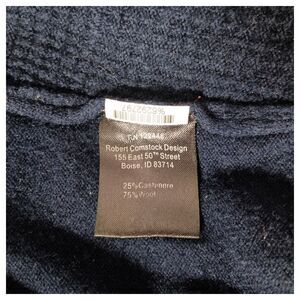 Robert Comstock Design
155 East 50ᵀᴴ Street
Boise, ID 83714
25% Cashmere
75% Wool